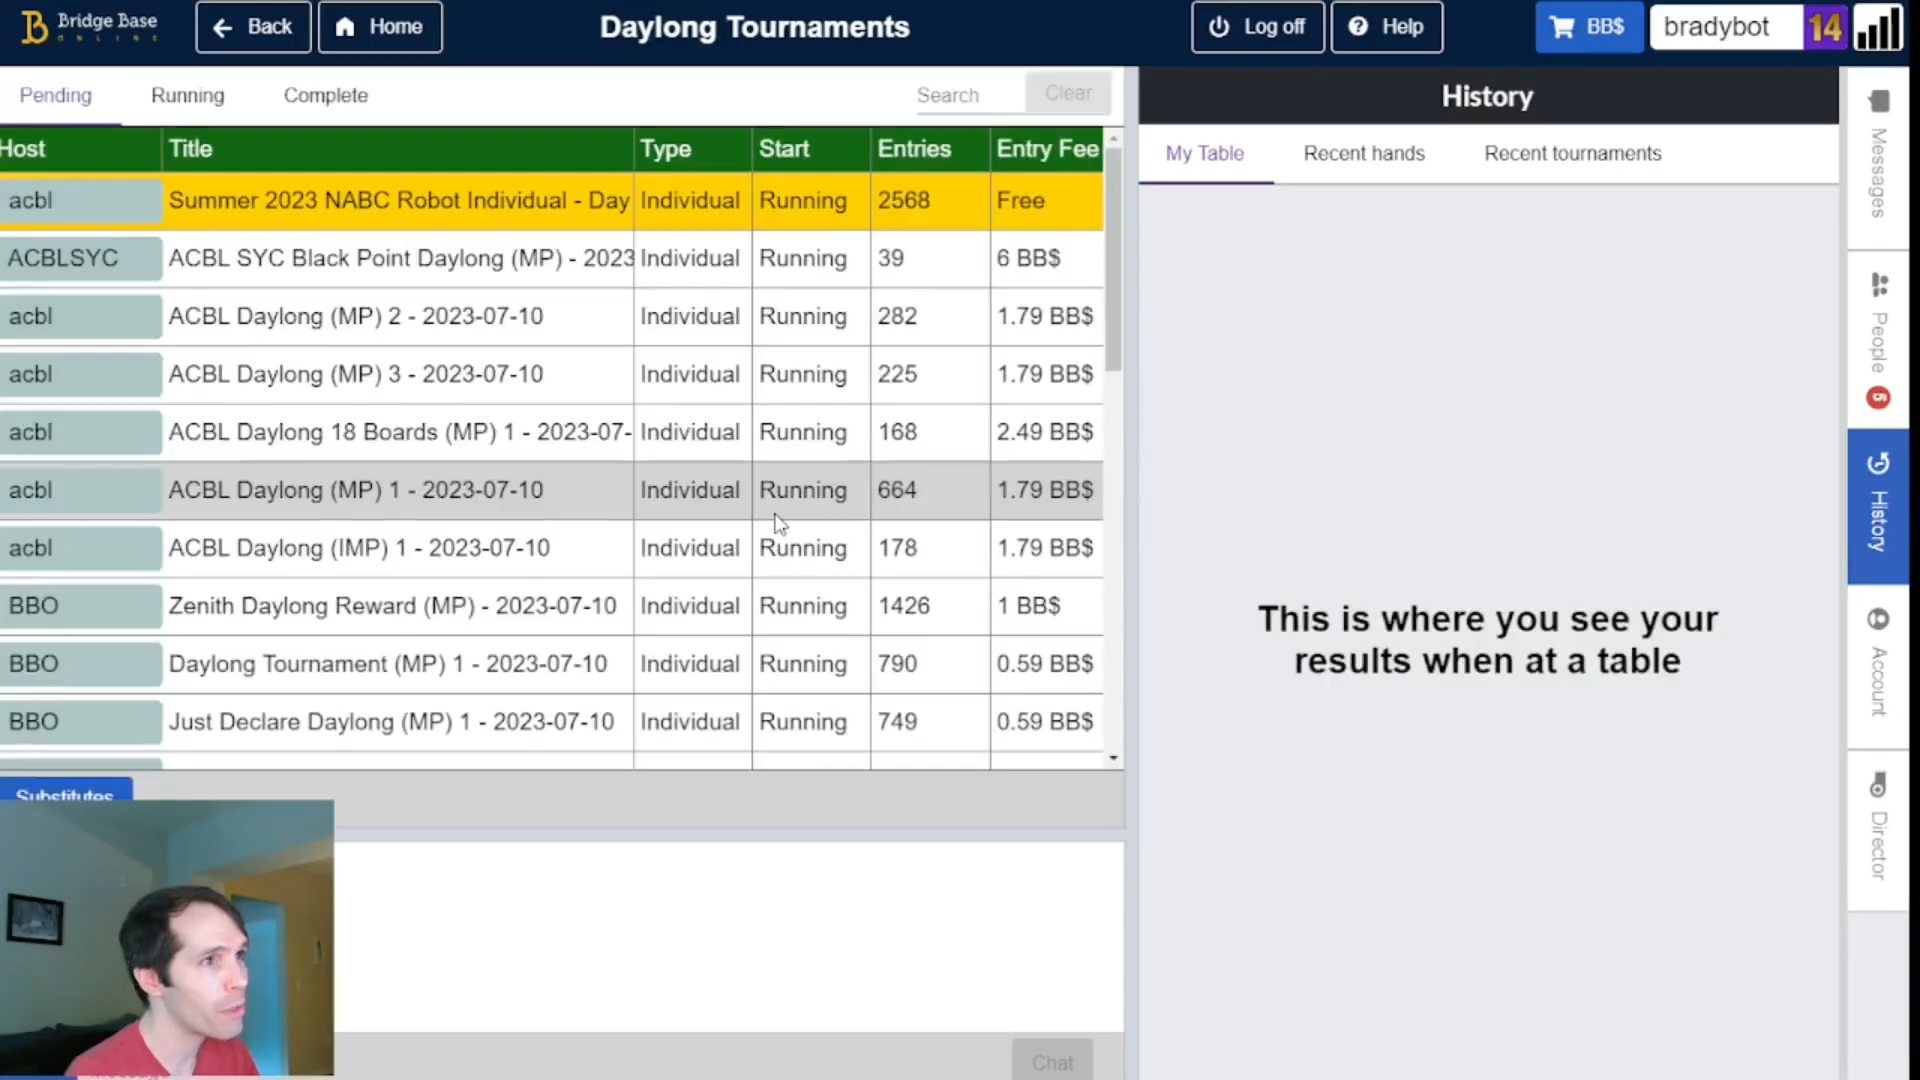 Bridge Base
ONLINE
Back
Home
Daylong Tournaments
Log off
Help
BB$
bradybot
14
Pending
Running
Complete
Search
Clear
Host
Title
Type
Start
Entries
Entry Fee
acbl
Summer 2023 NABC Robot Individual - Day
Individual
Running
2568
Free
ACBLSYC
ACBL SYC Black Point Daylong (MP) - 2023
Individual
Running
39
6 BB$
acbl
ACBL Daylong (MP) 2 - 2023-07-10
Individual
Running
282
1.79 BB$
acbl
ACBL Daylong (MP) 3 - 2023-07-10
Individual
Running
225
1.79 BB$
acbl
ACBL Daylong 18 Boards (MP) 1 - 2023-07-
Individual
Running
168
2.49 BB$
acbl
ACBL Daylong (MP) 1 - 2023-07-10
Individual
Running
664
1.79 BB$
acbl
ACBL Daylong (IMP) 1 - 2023-07-10
Individual
Running
178
1.79 BB$
BBO
Zenith Daylong Reward (MP) - 2023-07-10
Individual
Running
1426
1 BB$
BBO
Daylong Tournament (MP) 1 - 2023-07-10
Individual
Running
790
0.59 BB$
BBO
Just Declare Daylong (MP) 1 - 2023-07-10
Individual
Running
749
0.59 BB$
Substitutes
Chat
History
My Table
Recent hands
Recent tournaments
This is where you see your
results when at a table
Messages
People
History
Account
Director